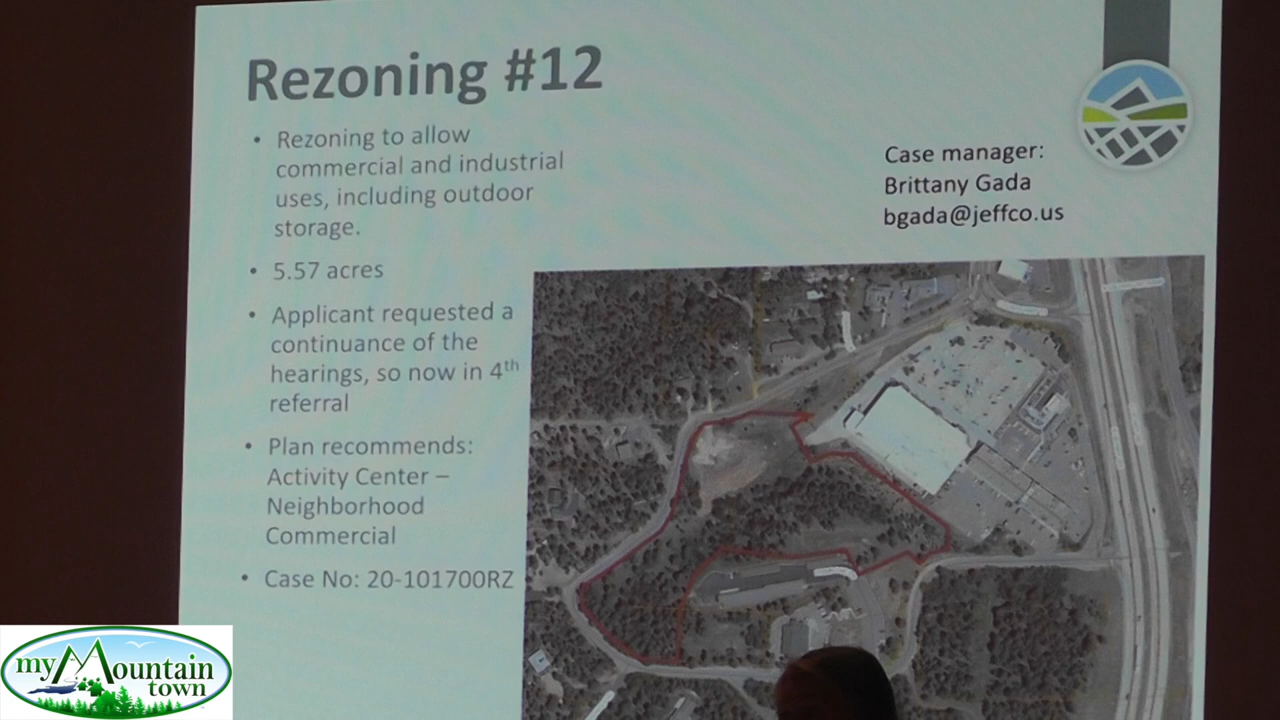 Rezoning #12
• Rezoning to allow
commercial and industrial
uses, including outdoor
storage.
• 5.57 acres
• Applicant requested a
continuance of the
hearings, so now in 4th
referral
• Plan recommends:
Activity Center –
Neighborhood
Commercial
• Case No: 20-101700RZ
Case manager:
Brittany Gada
bgada@jeffco.us
my Mountain
town